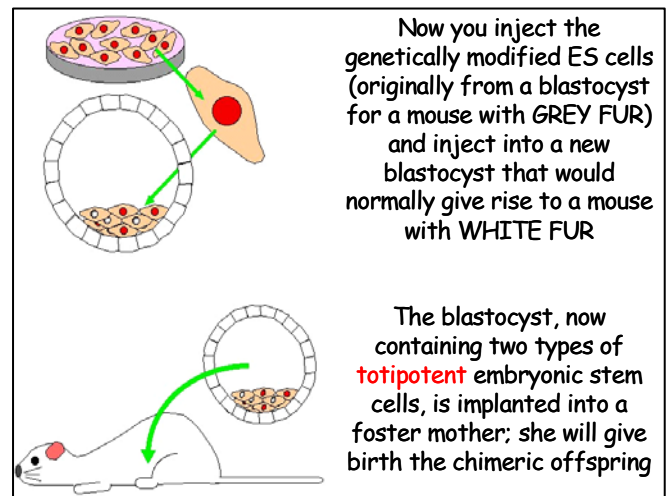 Now you inject the
genetically modified ES cells
(originally from a blastocyst
for a mouse with GREY FUR)
and inject into a new
blastocyst that would
normally give rise to a mouse
with WHITE FUR
The blastocyst, now
containing two types of
totipotent embryonic stem
cells, is implanted into a
foster mother; she will give
birth the chimeric offspring